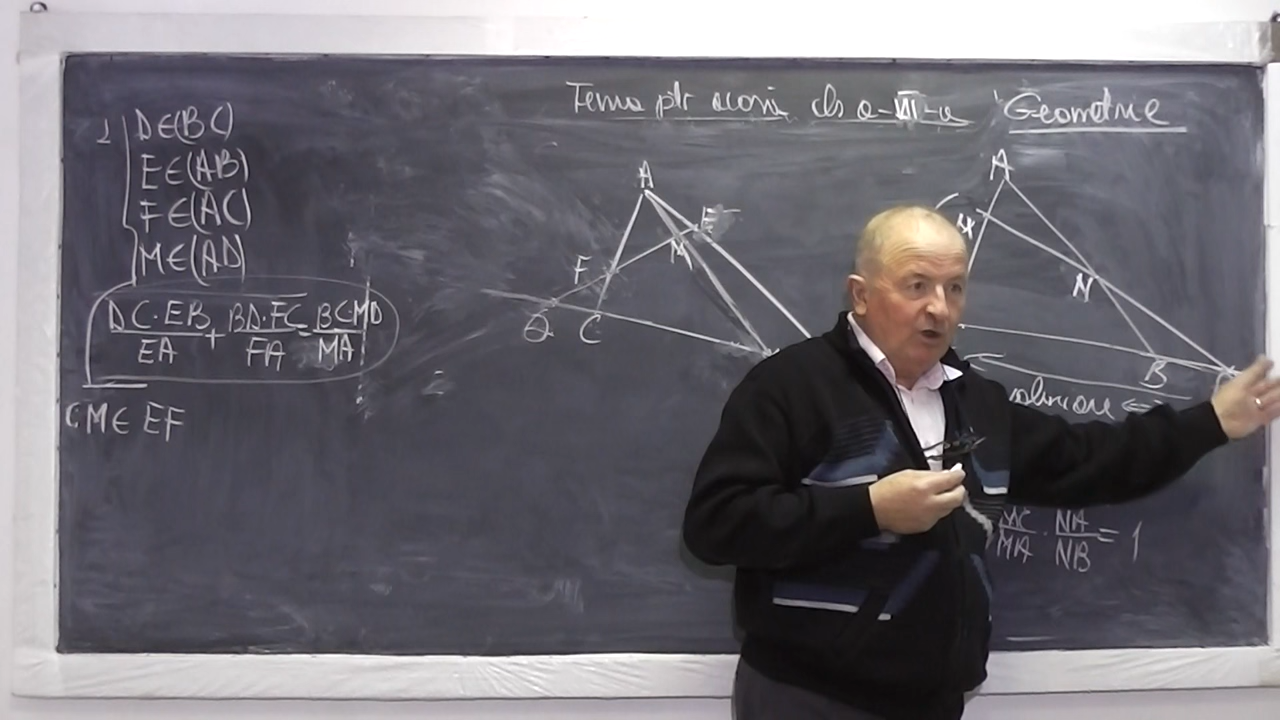 Tema ptr acasă cls a-VII-a Geometrie
1 D∈(BC)
E∈(AB)
F∈(AC)
M∈(AD)
DC·EB/EA + BD·FC/FA = BC·MD/MA
C: M∈EF
A
E
M
F
Q
C
A
N
B
⇔
MC/MA · NA/NB = 1